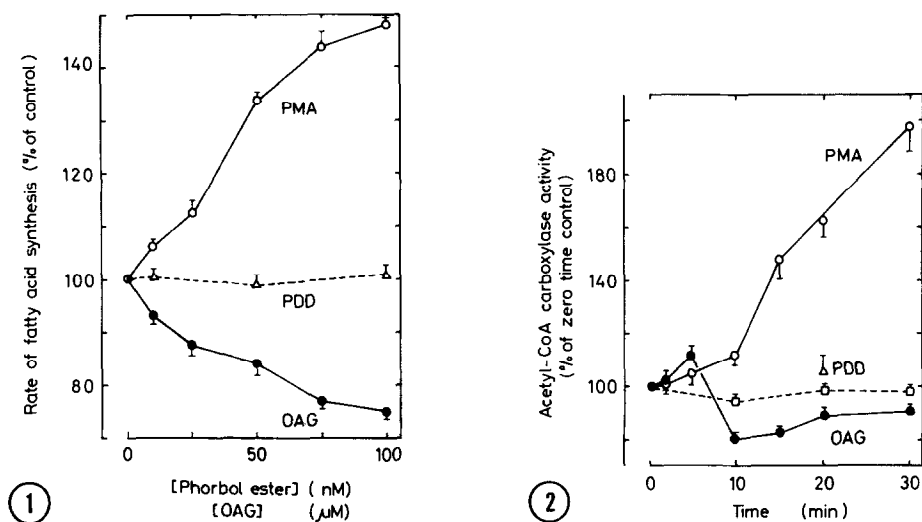 Rate of fatty acid synthesis (% of control)
140
120
100
80
PMA
PDD
OAG
0
50
100
[Phorbol ester] (nM)
[OAG] (μM)
1
Acetyl-CoA carboxylase activity
(% of zero time control)
180
140
100
PMA
PDD
OAG
0
10
20
30
Time (min)
2